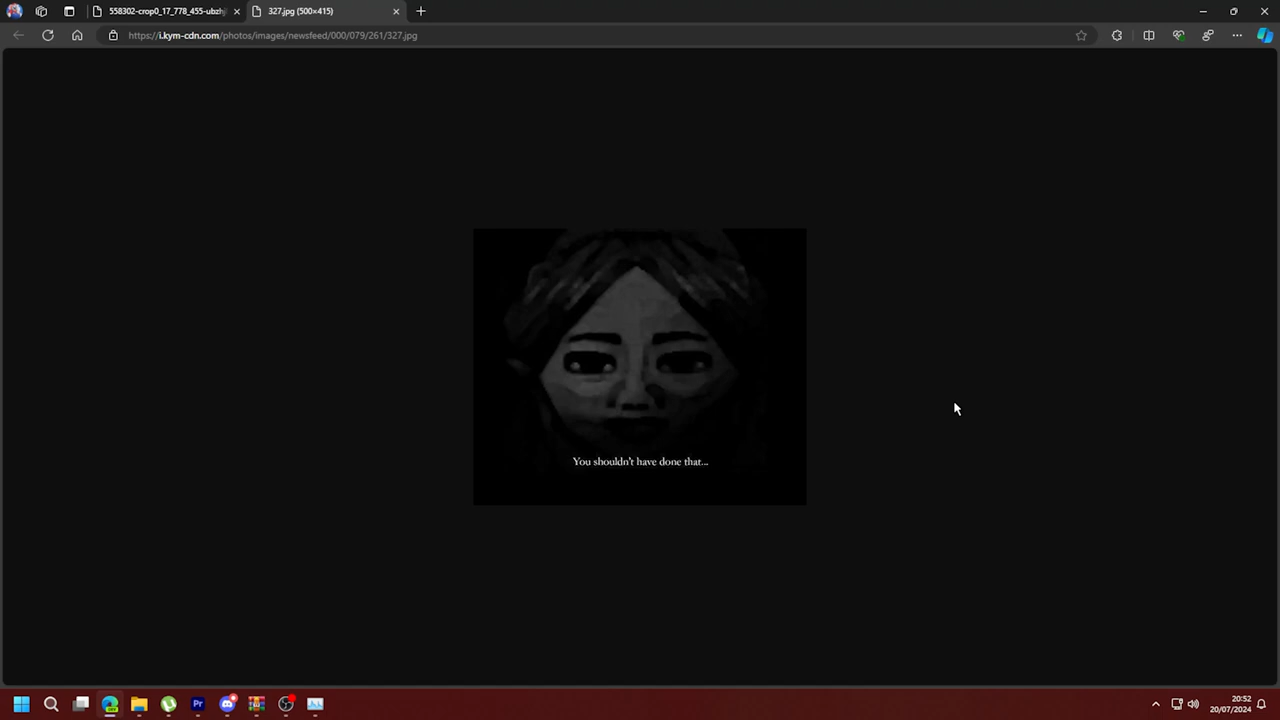 558302-crop0_17_778_455-ubzhj
327.jpg (500×415)
https://i.kym-cdn.com/photos/images/newsfeed/000/079/261/327.jpg
You shouldn't have done that...
Pr
20:52
20/07/2024